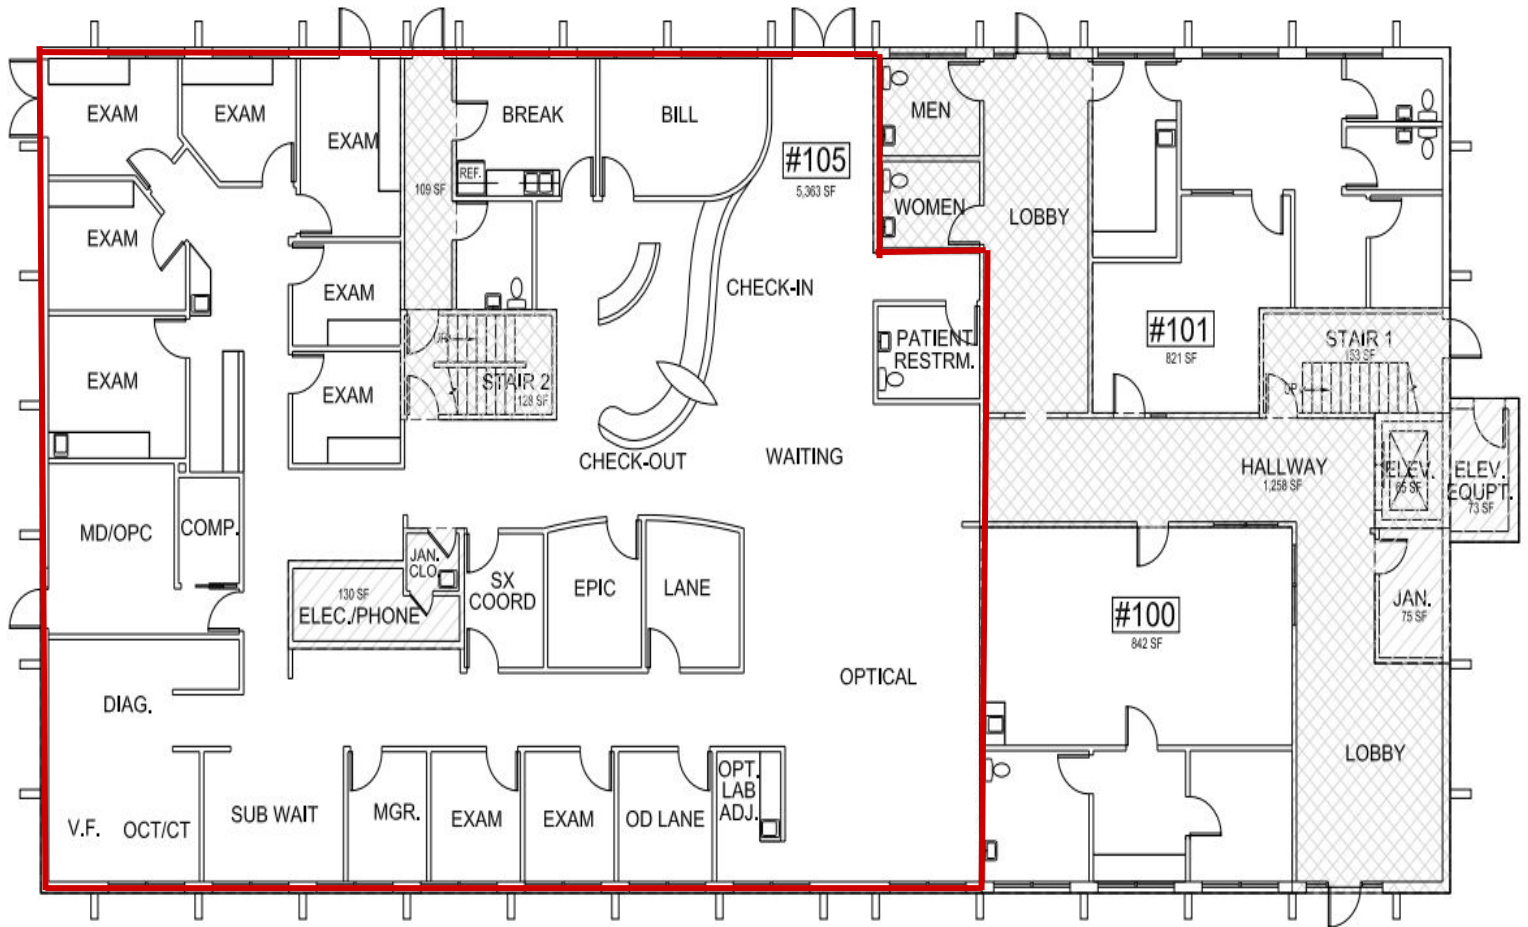 EXAM
EXAM
EXAM
BREAK
BILL
#105
5,363 SF
MEN
REF.
109 SF
WOMEN
LOBBY
EXAM
EXAM
CHECK-IN
UP
STAIR 2
128 SF
PATIENT
RESTRM.
#101
821 SF
STAIR 1
153 SF
UP
EXAM
EXAM
CHECK-OUT
WAITING
HALLWAY
1,258 SF
ELEV.
65 SF
ELEV.
EQUPT.
73 SF
MD/OPC
COMP.
JAN.
CLO.
130 SF
ELEC./PHONE
SX
COORD
EPIC
LANE
#100
842 SF
JAN.
75 SF
DIAG.
OPTICAL
LOBBY
V.F.
OCT/CT
SUB WAIT
MGR.
EXAM
EXAM
OD LANE
OPT.
LAB
ADJ.